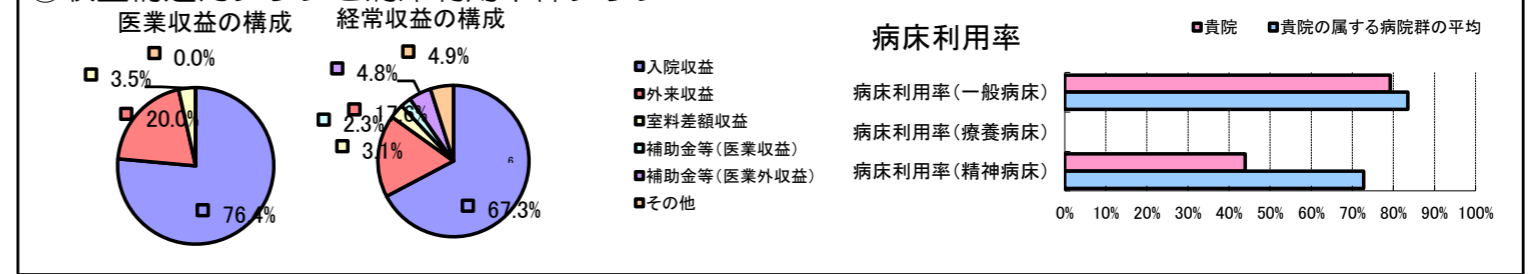 医業収益の構成
経常収益の構成
0.0%
3.5%
20.0%
76.4%
4.9%
4.8%
17.6%
2.3%
3.1%
67.3%
入院収益
外来収益
室料差額収益
補助金等(医業収益)
補助金等(医業外収益)
その他
病床利用率
貴院
貴院の属する病院群の平均
病床利用率(一般病床)
病床利用率(療養病床)
病床利用率(精神病床)
0% 10% 20% 30% 40% 50% 60% 70% 80% 90% 100%